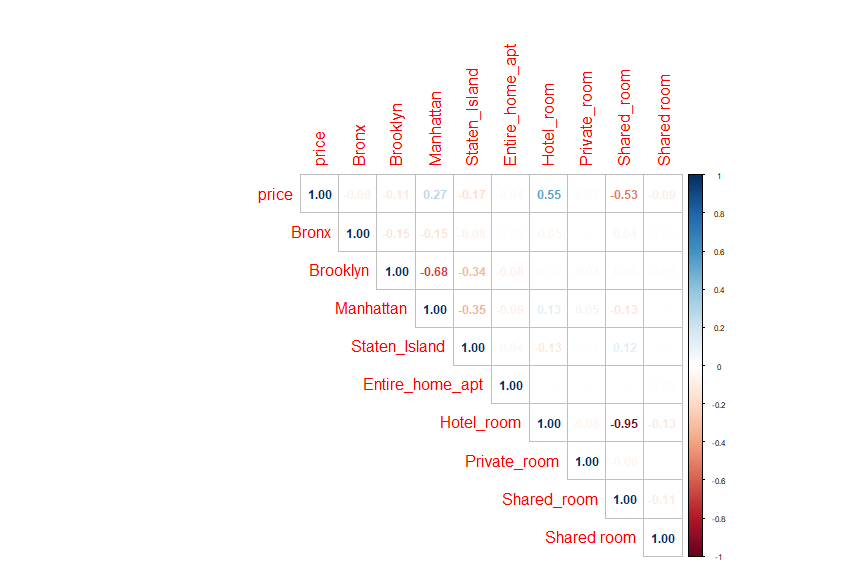 price
Bronx
Brooklyn
Manhattan
Staten_Island
Entire_home_apt
Hotel_room
Private_room
Shared_room
Shared room
price 1.00 -0.08 -0.11 0.27 -0.17 0.55 -0.53 -0.09
Bronx 1.00 -0.15 -0.15 -0.08 -0.05 0.04
Brooklyn 1.00 -0.68 -0.34 -0.08 0.04
Manhattan 1.00 -0.35 -0.06 0.13 0.05 -0.13
Staten_Island 1.00 -0.04 -0.13 0.12
Entire_home_apt 1.00
Hotel_room 1.00 -0.06 -0.95 -0.13
Private_room 1.00 0.06
Shared_room 1.00 -0.11
Shared room 1.00
1
0.8
0.6
0.4
0.2
0
-0.2
-0.4
-0.6
-0.8
-1